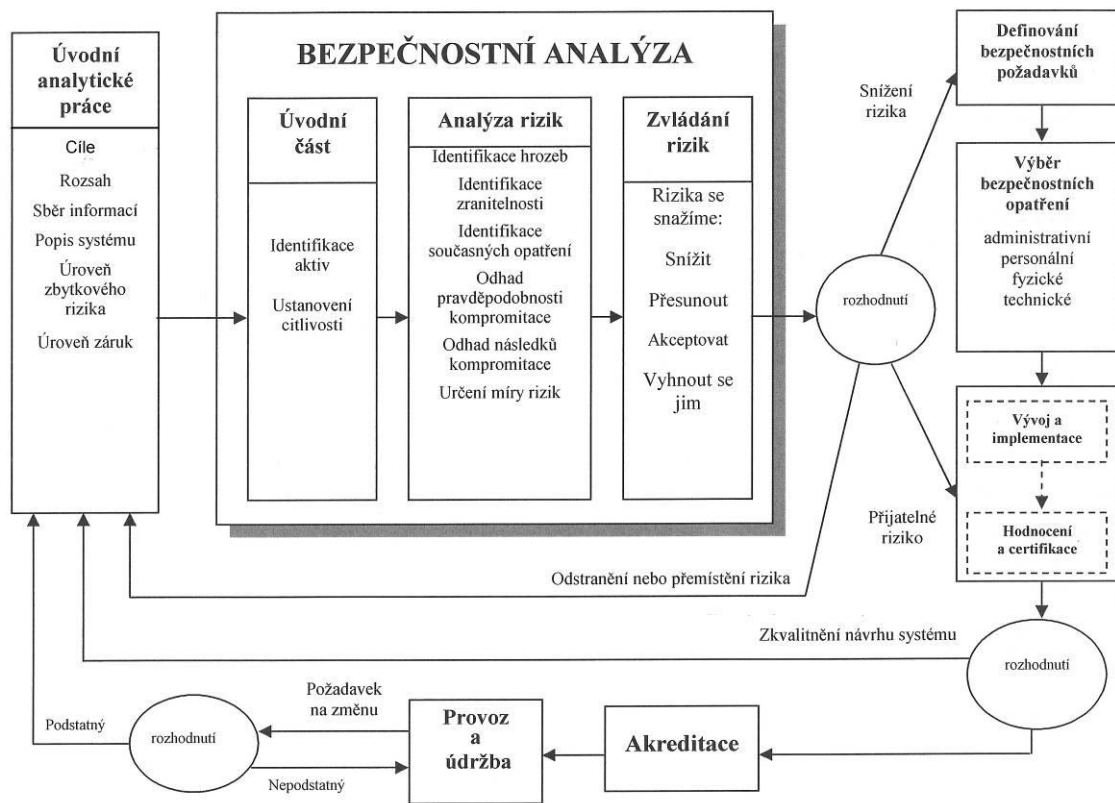 Úvodní
analytické
práce
Cíle
Rozsah
Sběr informací
Popis systému
Úroveň
zbytkového
rizika
Úroveň záruk
BEZPEČNOSTNÍ ANALÝZA
Úvodní
část
Identifikace
aktiv
Ustanovení
citlivosti
Analýza rizik
Identifikace hrozeb
Identifikace
zranitelnosti
Identifikace
současných opatření
Odhad
pravděpodobnosti
kompromitace
Odhad následků
kompromitace
Určení míry rizik
Zvládání
rizik
Rizika se
snažíme:
Snížit
Přesunout
Akceptovat
Vyhnout se
jim
rozhodnutí
Snížení
rizika
Definování
bezpečnostních
požadavků
Výběr
bezpečnostních
opatření
administrativní
personální
fyzické
technické
Vývoj a
implementace
Hodnocení
a certifikace
Přijatelné
riziko
Odstranění nebo přemístění rizika
Zkvalitnění návrhu systému
rozhodnutí
Akreditace
Provoz
a
údržba
Požadavek
na změnu
Nepodstatný
rozhodnutí
Podstatný